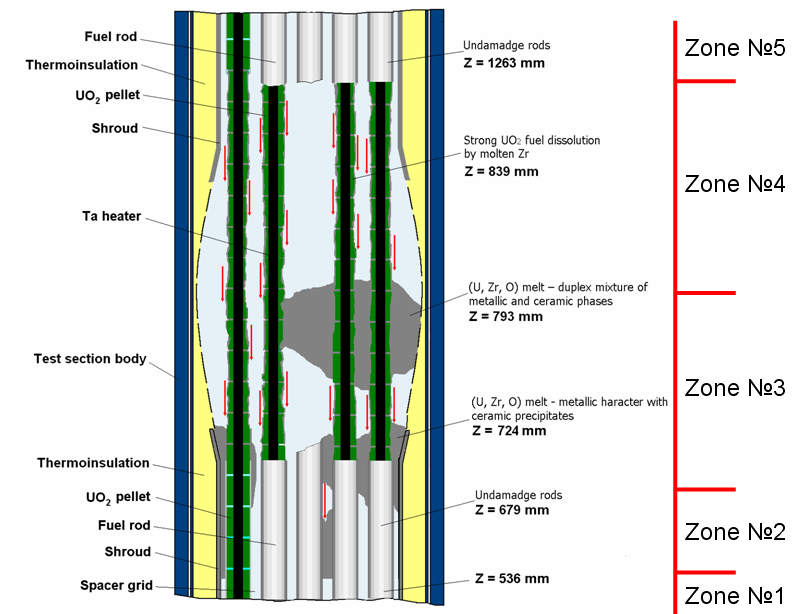 Fuel rod
Thermoinsulation
UO₂ pellet
Shroud
Ta heater
Test section body
Thermoinsulation
UO₂ pellet
Fuel rod
Shroud
Spacer grid
Undamadge rods
Z = 1263 mm
Strong UO₂ fuel dissolution
by molten Zr
Z = 839 mm
(U, Zr, O) melt – duplex mixture of
metallic and ceramic phases
Z = 793 mm
(U, Zr, O) melt - metallic haracter with
ceramic precipitates
Z = 724 mm
Undamadge rods
Z = 679 mm
Z = 536 mm
Zone №5
Zone №4
Zone №3
Zone №2
Zone №1